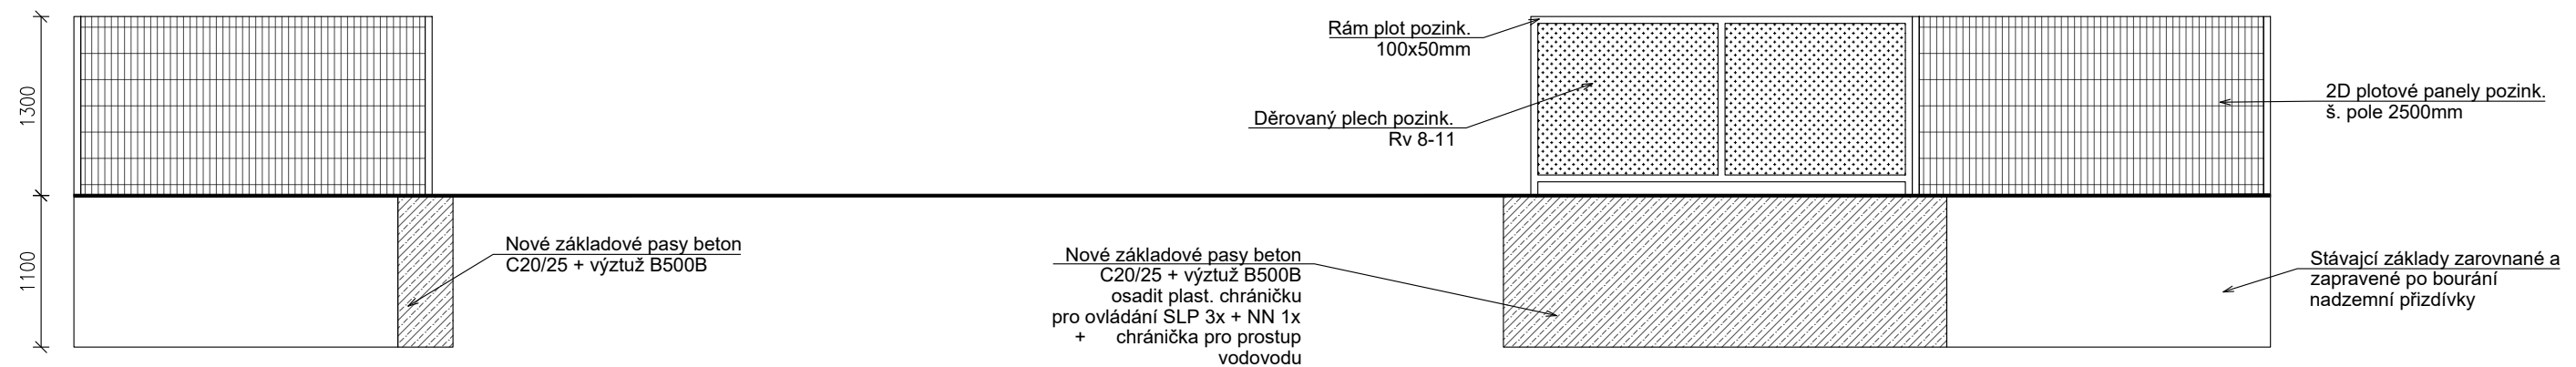 1300
1100
Nové základové pasy beton
C20/25 + výztuž B500B
Rám plot pozink.
100x50mm
Děrovaný plech pozink.
Rv 8-11
Nové základové pasy beton
C20/25 + výztuž B500B
osadit plast. chráničku
pro ovládání SLP 3x + NN 1x
+ chránička pro prostup
vodovodu
2D plotové panely pozink.
š. pole 2500mm
Stávajcí základy zarovnané a
zapravené po bourání
nadzemní přizdívky